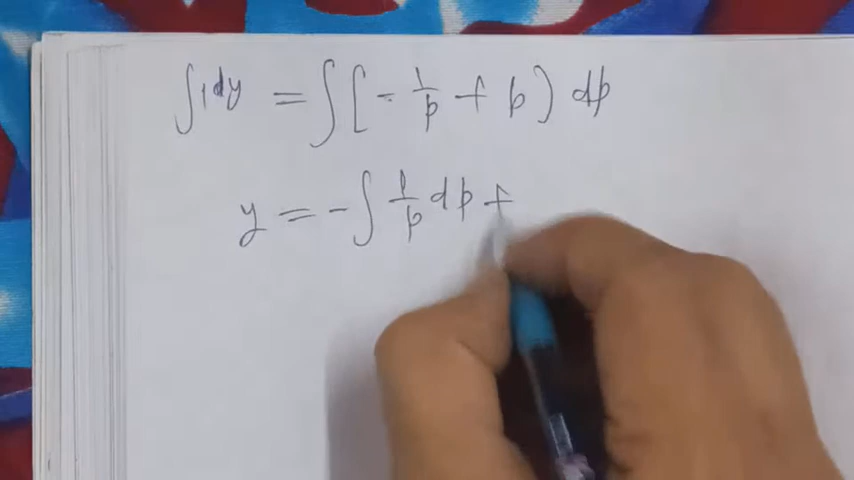 ∫1dy = ∫[- 1/p + p) dp
y = - ∫ 1/p dp +